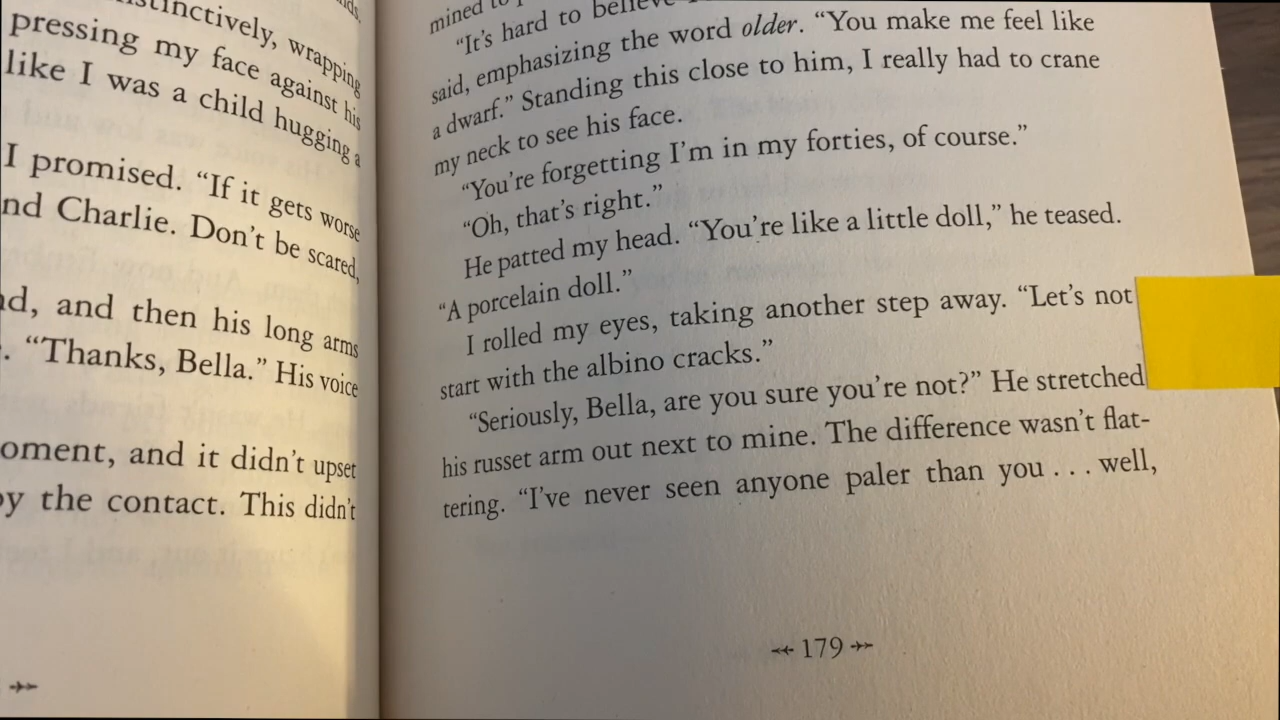 instinctively, wrapping
pressing my face against his
like I was a child hugging a
I promised. “If it gets worse
nd Charlie. Don’t be scared,
d, and then his long arms
. “Thanks, Bella.” His voice
oment, and it didn’t upset
by the contact. This didn’t
mined to
“It’s hard to believe
said, emphasizing the word older. “You make me feel like
a dwarf.” Standing this close to him, I really had to crane
my neck to see his face.
“You’re forgetting I’m in my forties, of course.”
“Oh, that’s right.”
He patted my head. “You’re like a little doll,” he teased.
“A porcelain doll.”
I rolled my eyes, taking another step away. “Let’s not
start with the albino cracks.”
“Seriously, Bella, are you sure you’re not?” He stretched
his russet arm out next to mine. The difference wasn’t flat-
tering. “I’ve never seen anyone paler than you . . . well,
179